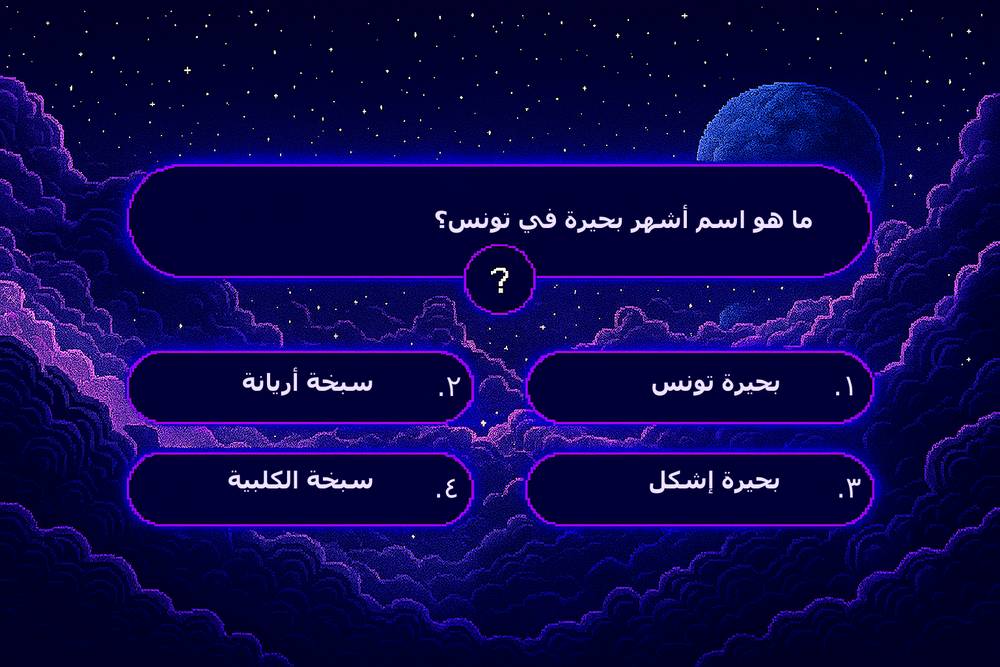 ما هو اسم أشهر بحيرة في تونس؟
?
١. بحيرة تونس
٢. سبخة أريانة
٣. بحيرة إشكل
٤. سبخة الكلبية